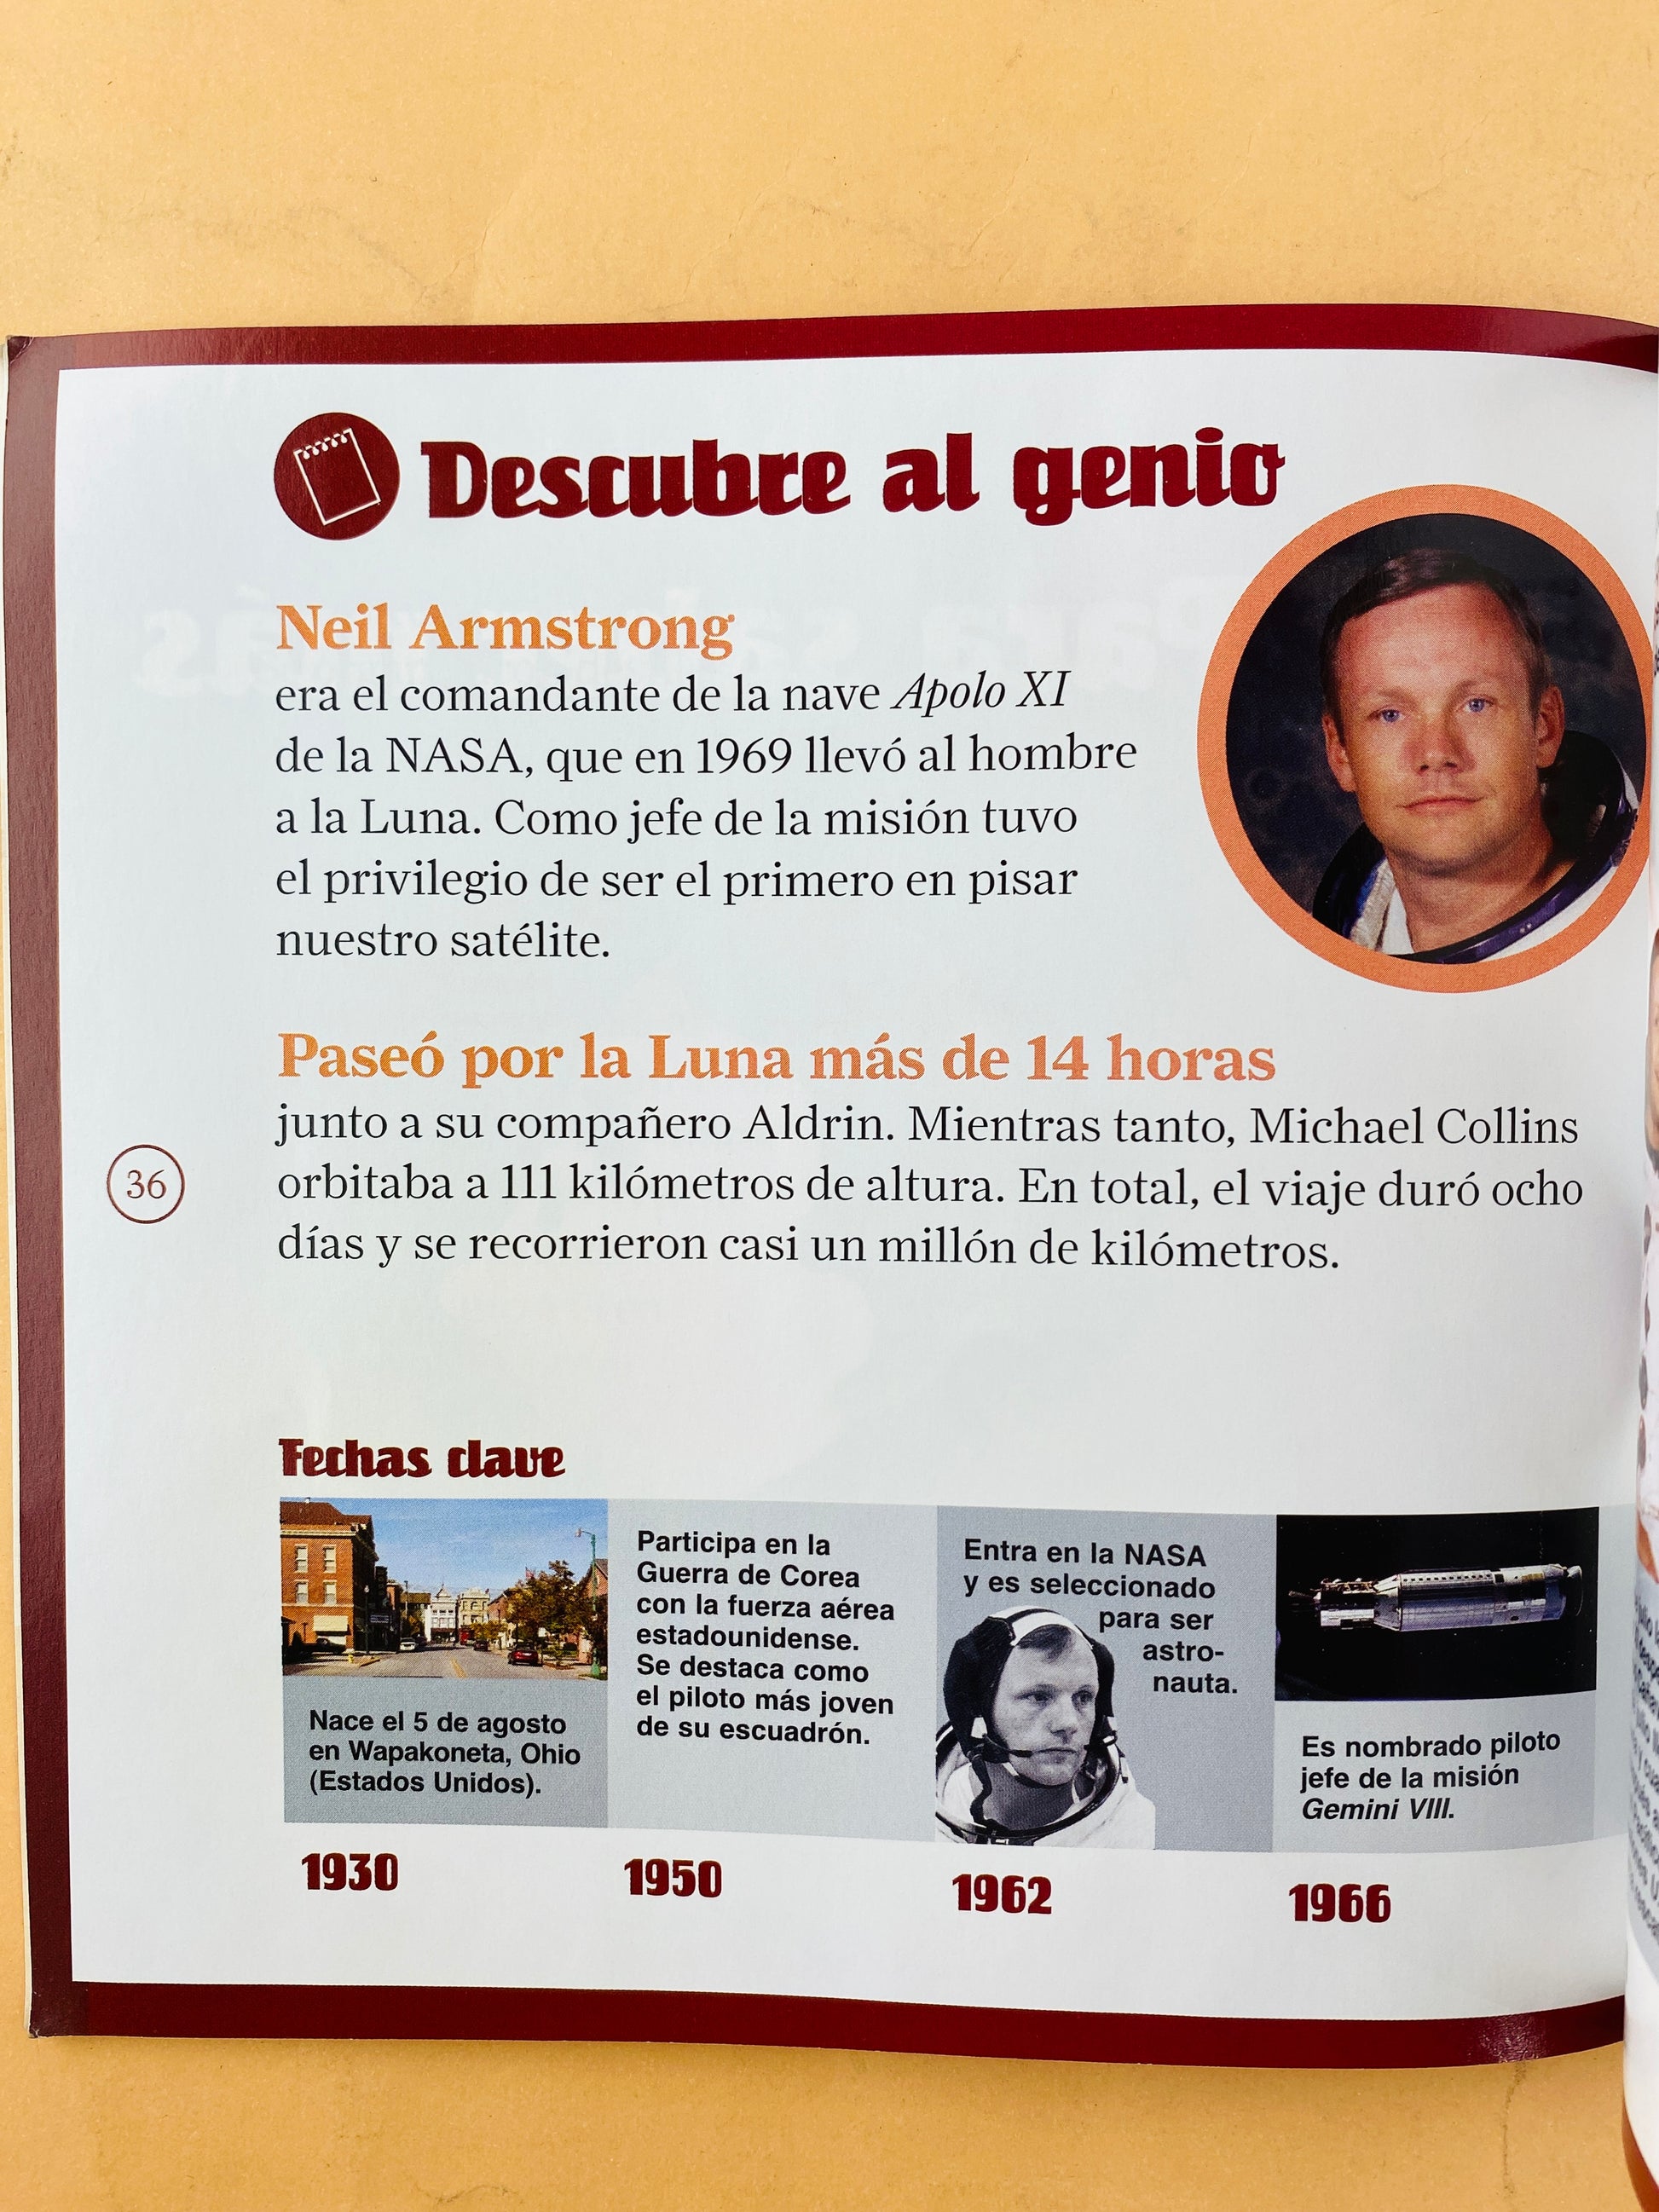 Descubre al genio
Neil Armstrong
era el comandante de la nave Apolo XI
de la NASA, que en 1969 llevó al hombre
a la Luna. Como jefe de la misión tuvo
el privilegio de ser el primero en pisar
nuestro satélite.
Paseó por la Luna más de 14 horas
junto a su compañero Aldrin. Mientras tanto, Michael Collins
orbitaba a 111 kilómetros de altura. En total, el viaje duró ocho
días y se recorrieron casi un millón de kilómetros.
36
Fechas clave
Nace el 5 de agosto
en Wapakoneta, Ohio
(Estados Unidos).
1930
Participa en la
Guerra de Corea
con la fuerza aérea
estadounidense.
Se destaca como
el piloto más joven
de su escuadrón.
1950
Entra en la NASA
y es seleccionado
para ser
astro-
nauta.
1962
Es nombrado piloto
jefe de la misión
Gemini VIII.
1966